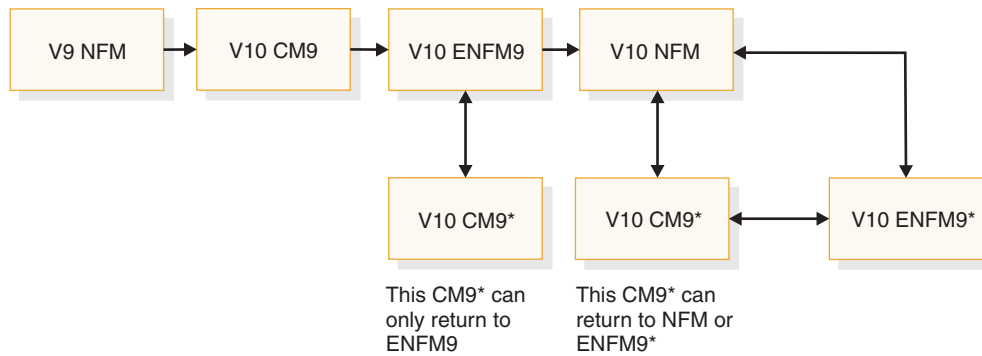 V9 NFM
V10 CM9
V10 ENFM9
V10 NFM
V10 CM9*
V10 CM9*
V10 ENFM9*
This CM9* can
only return to
ENFM9
This CM9* can
return to NFM or
ENFM9*